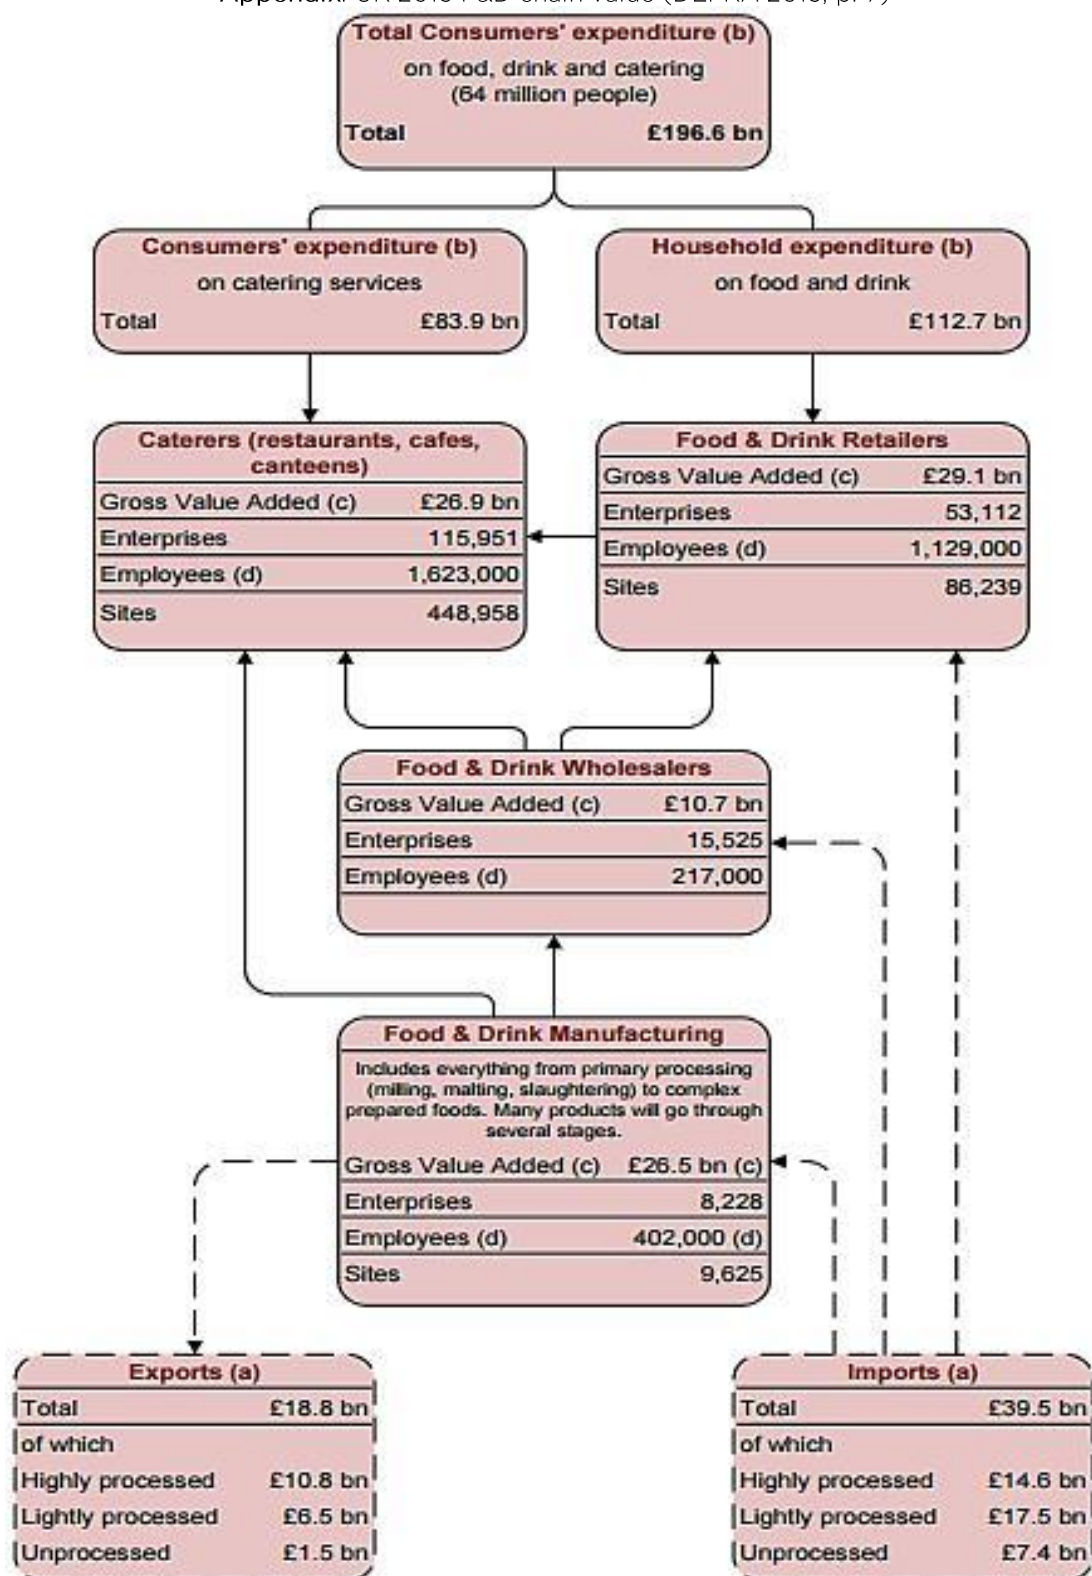 Total Consumers' expenditure (b)
on food, drink and catering
(64 million people)
Total £196.6 bn
Consumers' expenditure (b)
on catering services
Total £83.9 bn
Household expenditure (b)
on food and drink
Total £112.7 bn
Caterers (restaurants, cafes,
canteens)
Gross Value Added (c) £26.9 bn
Enterprises 115,951
Employees (d) 1,623,000
Sites 448,958
Food & Drink Retailers
Gross Value Added (c) £29.1 bn
Enterprises 53,112
Employees (d) 1,129,000
Sites 86,239
Food & Drink Wholesalers
Gross Value Added (c) £10.7 bn
Enterprises 15,525
Employees (d) 217,000
Food & Drink Manufacturing
Includes everything from primary processing
(milling, malting, slaughtering) to complex
prepared foods. Many products will go through
several stages.
Gross Value Added (c) £26.5 bn (c)
Enterprises 8,228
Employees (d) 402,000 (d)
Sites 9,625
Exports (a)
Total £18.8 bn
of which
Highly processed £10.8 bn
Lightly processed £6.5 bn
Unprocessed £1.5 bn
Imports (a)
Total £39.5 bn
of which
Highly processed £14.6 bn
Lightly processed £17.5 bn
Unprocessed £7.4 bn